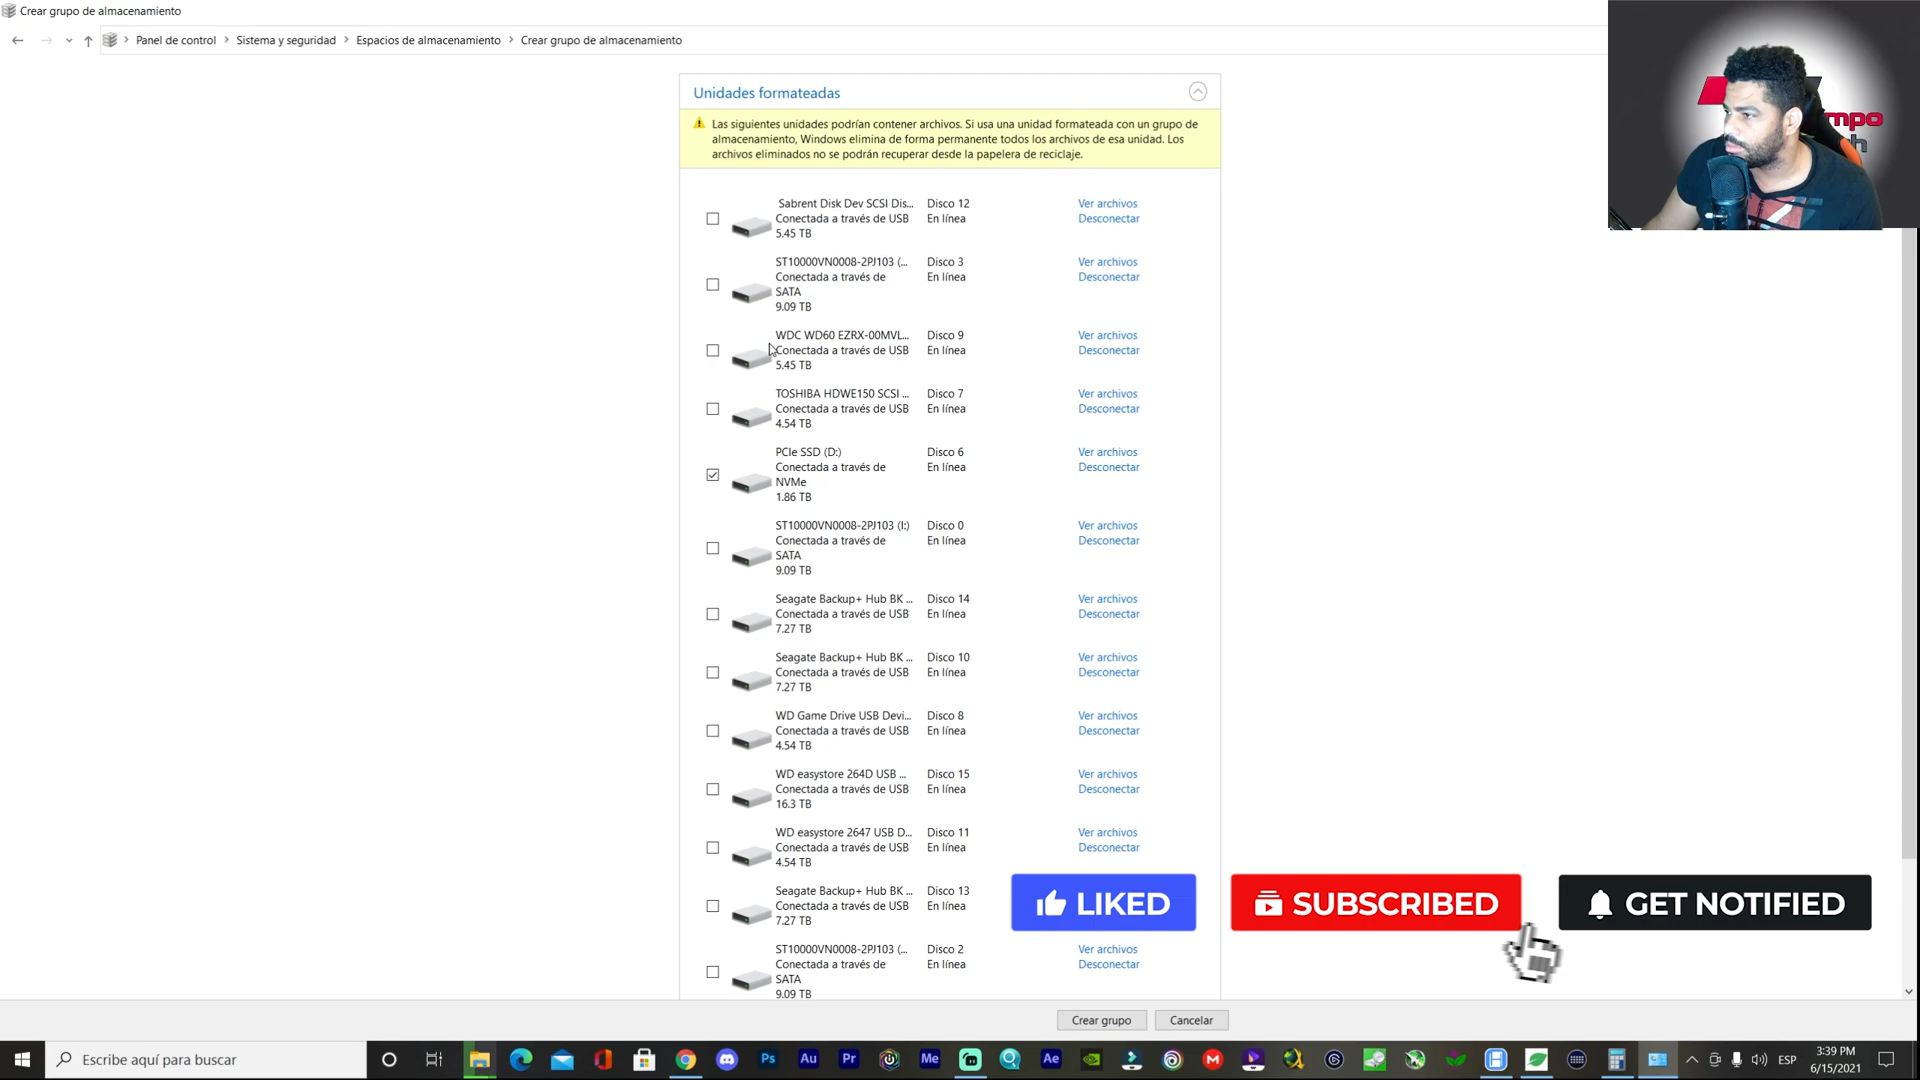 Crear grupo de almacenamiento
Panel de control > Sistema y seguridad > Espacios de almacenamiento > Crear grupo de almacenamiento
Unidades formateadas
Las siguientes unidades podrían contener archivos. Si usa una unidad formateada con un grupo de
almacenamiento, Windows elimina de forma permanente todos los archivos de esa unidad. Los
archivos eliminados no se podrán recuperar desde la papelera de reciclaje.
Sabrent Disk Dev SCSI Dis... Disco 12 Ver archivos
Conectada a través de USB En línea Desconectar
5.45 TB
ST10000VN0008-2PJ103 (... Disco 3 Ver archivos
Conectada a través de En línea Desconectar
SATA
9.09 TB
WDC WD60 EZRX-00MVL... Disco 9 Ver archivos
Conectada a través de USB En línea Desconectar
5.45 TB
TOSHIBA HDWE150 SCSI ... Disco 7 Ver archivos
Conectada a través de USB En línea Desconectar
4.54 TB
PCIe SSD (D:) Disco 6 Ver archivos
Conectada a través de En línea Desconectar
NVMe
1.86 TB
ST10000VN0008-2PJ103 (I:) Disco 0 Ver archivos
Conectada a través de En línea Desconectar
SATA
9.09 TB
Seagate Backup+ Hub BK ... Disco 14 Ver archivos
Conectada a través de USB En línea Desconectar
7.27 TB
Seagate Backup+ Hub BK ... Disco 10 Ver archivos
Conectada a través de USB En línea Desconectar
7.27 TB
WD Game Drive USB Devi... Disco 8 Ver archivos
Conectada a través de USB En línea Desconectar
4.54 TB
WD easystore 264D USB ... Disco 15 Ver archivos
Conectada a través de USB En línea Desconectar
16.3 TB
WD easystore 2647 USB D... Disco 11 Ver archivos
Conectada a través de USB En línea Desconectar
4.54 TB
Seagate Backup+ Hub BK ... Disco 13
Conectada a través de USB En línea
7.27 TB
LIKED SUBSCRIBED GET NOTIFIED
ST10000VN0008-2PJ103 (... Disco 2 Ver archivos
Conectada a través de En línea Desconectar
SATA
9.09 TB
Crear grupo Cancelar
Escribe aquí para buscar
Ps Au Pr Me Ae
ESP
3:39 PM
6/15/2021